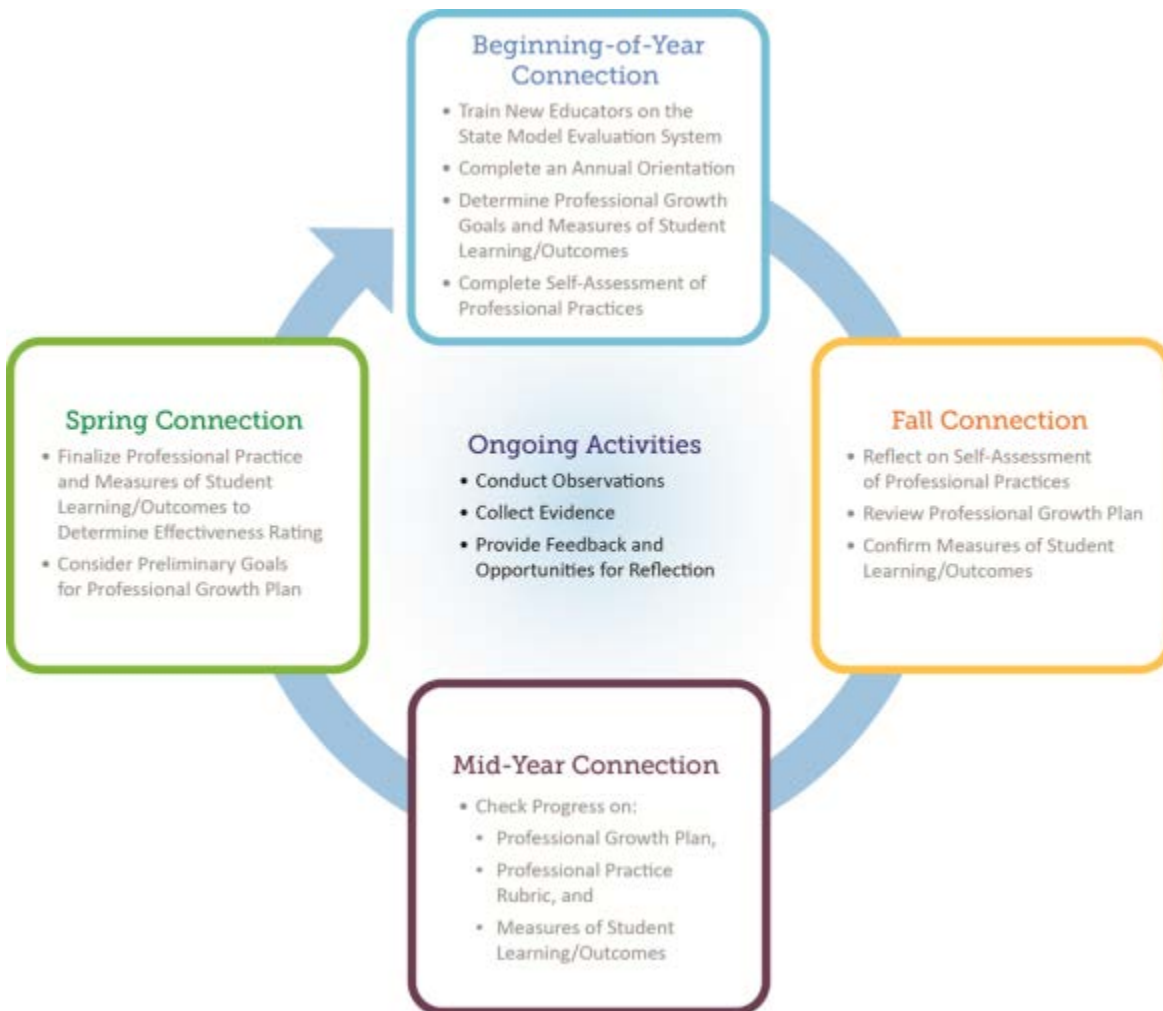 Beginning-of-Year
Connection
• Train New Educators on the
State Model Evaluation System
• Complete an Annual Orientation
• Determine Professional Growth
Goals and Measures of Student
Learning/Outcomes
• Complete Self-Assessment of
Professional Practices
Spring Connection
• Finalize Professional Practice
and Measures of Student
Learning/Outcomes to
Determine Effectiveness Rating
• Consider Preliminary Goals
for Professional Growth Plan
Ongoing Activities
• Conduct Observations
• Collect Evidence
• Provide Feedback and
Opportunities for Reflection
Fall Connection
• Reflect on Self-Assessment
of Professional Practices
• Review Professional Growth Plan
• Confirm Measures of Student
Learning/Outcomes
Mid-Year Connection
• Check Progress on:
• Professional Growth Plan,
• Professional Practice
Rubric, and
• Measures of Student
Learning/Outcomes